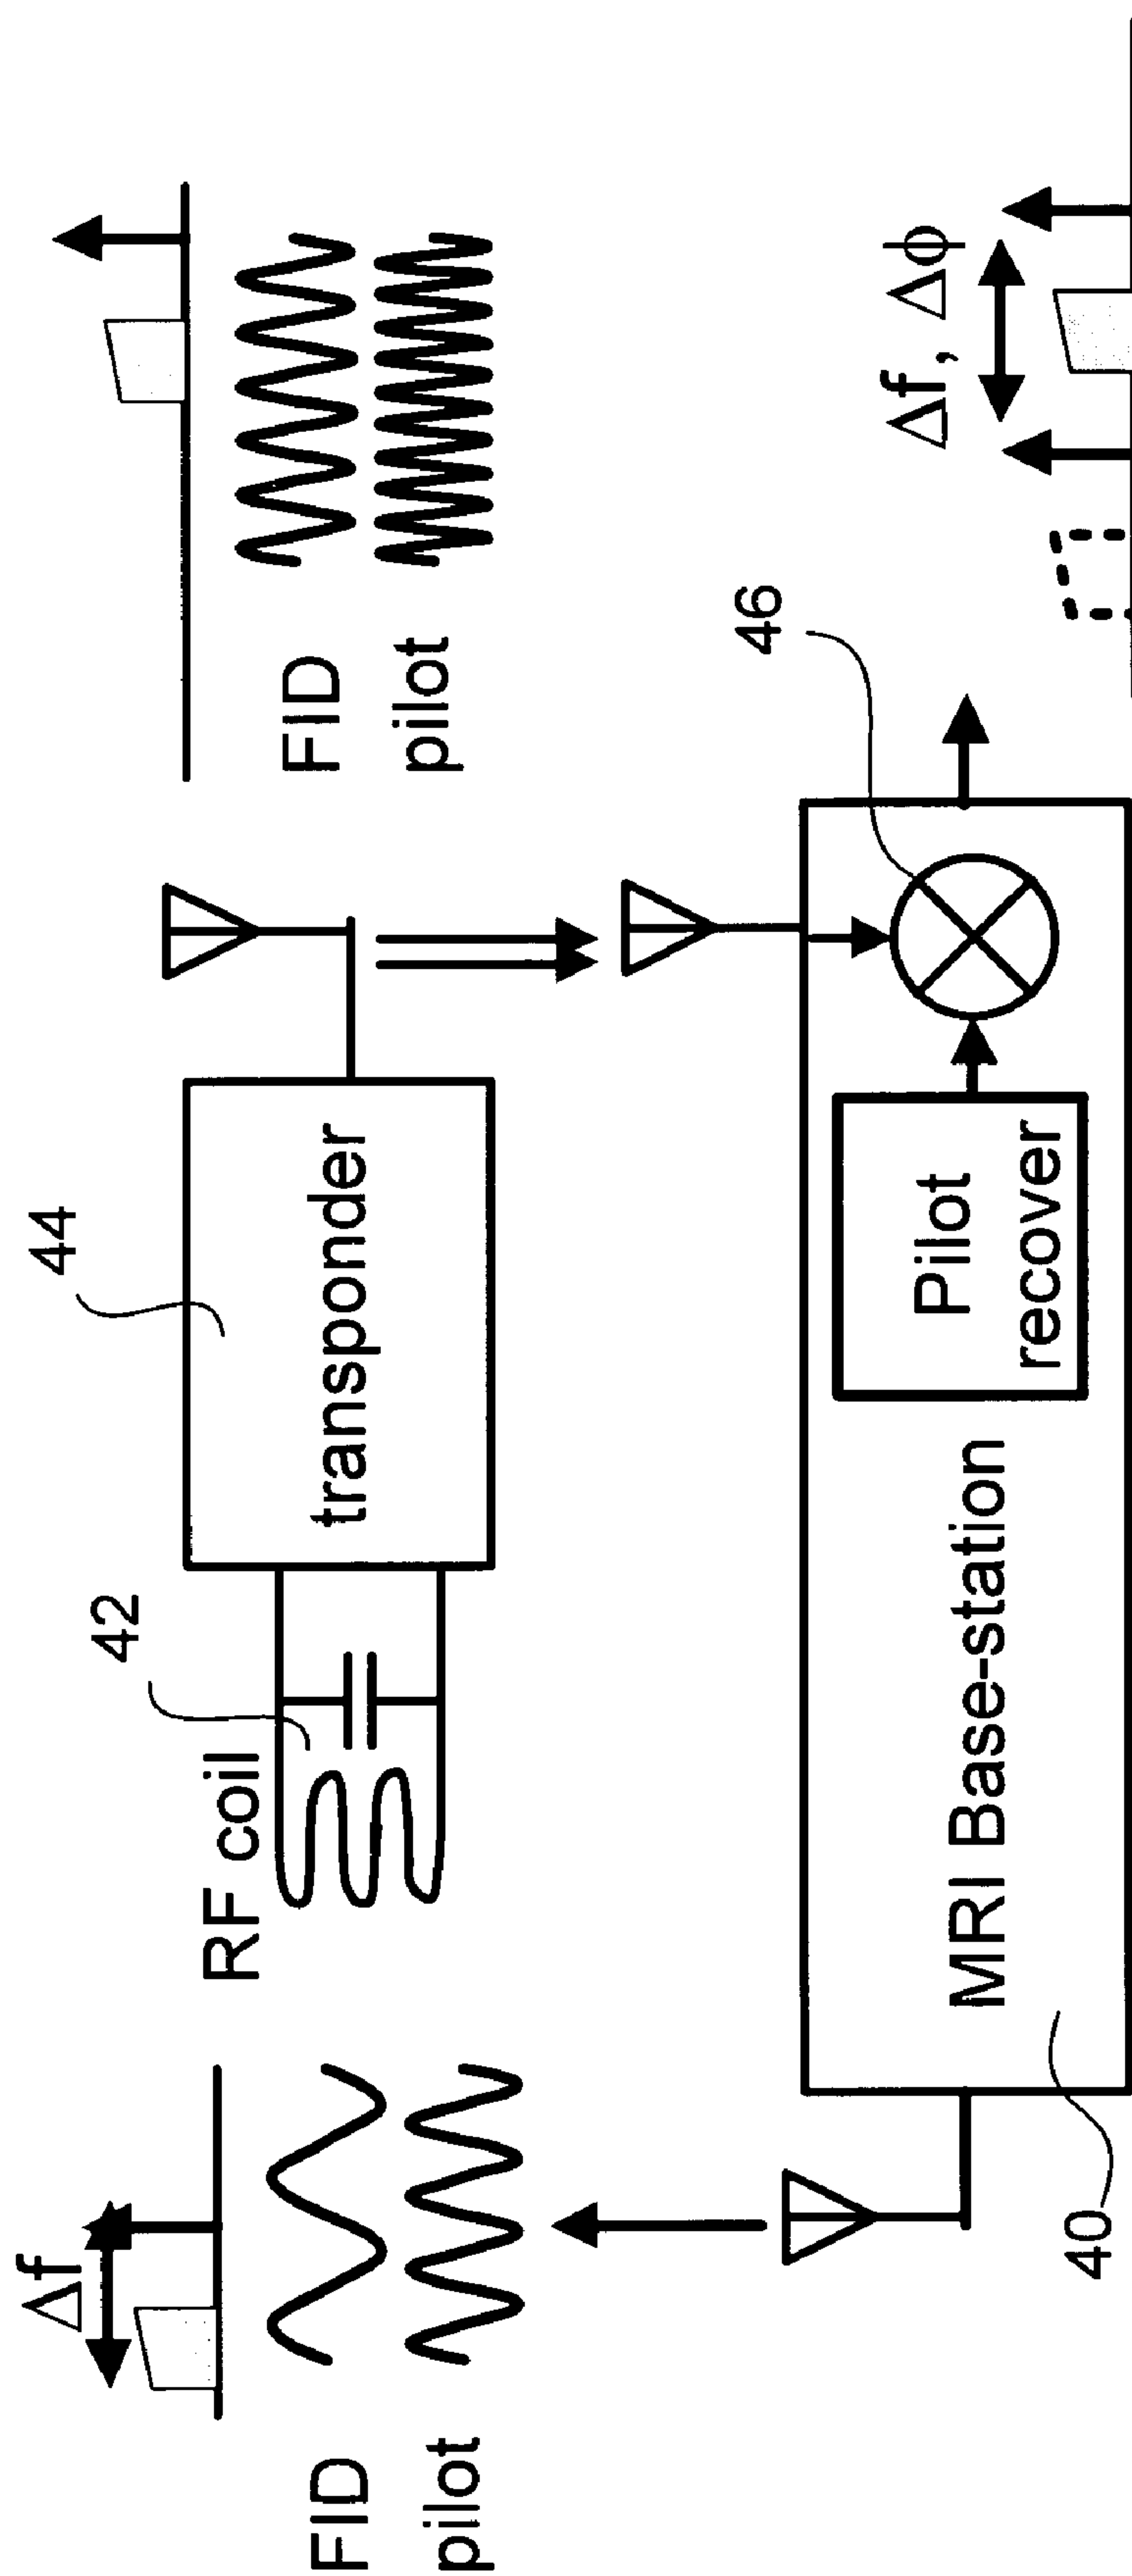 Δf
FID
pilot
RF coil
42
44
transponder
FID
pilot
MRI Base-station
40
Pilot
recover
46
Δf, Δϕ